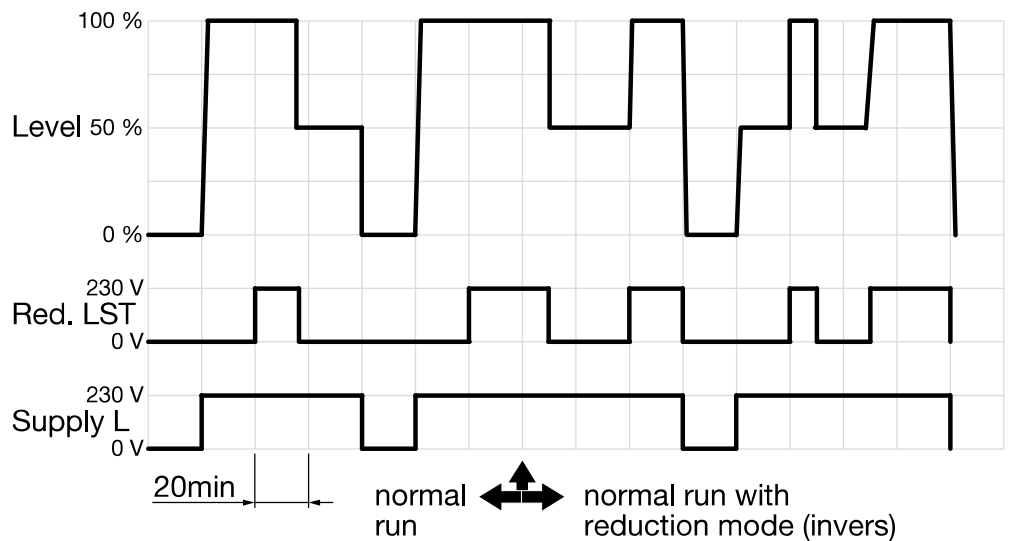 100 %
Level 50 %
0 %
230 V
Red. LST
0 V
230 V
Supply L
0 V
20min
normal run
normal run with
reduction mode (invers)